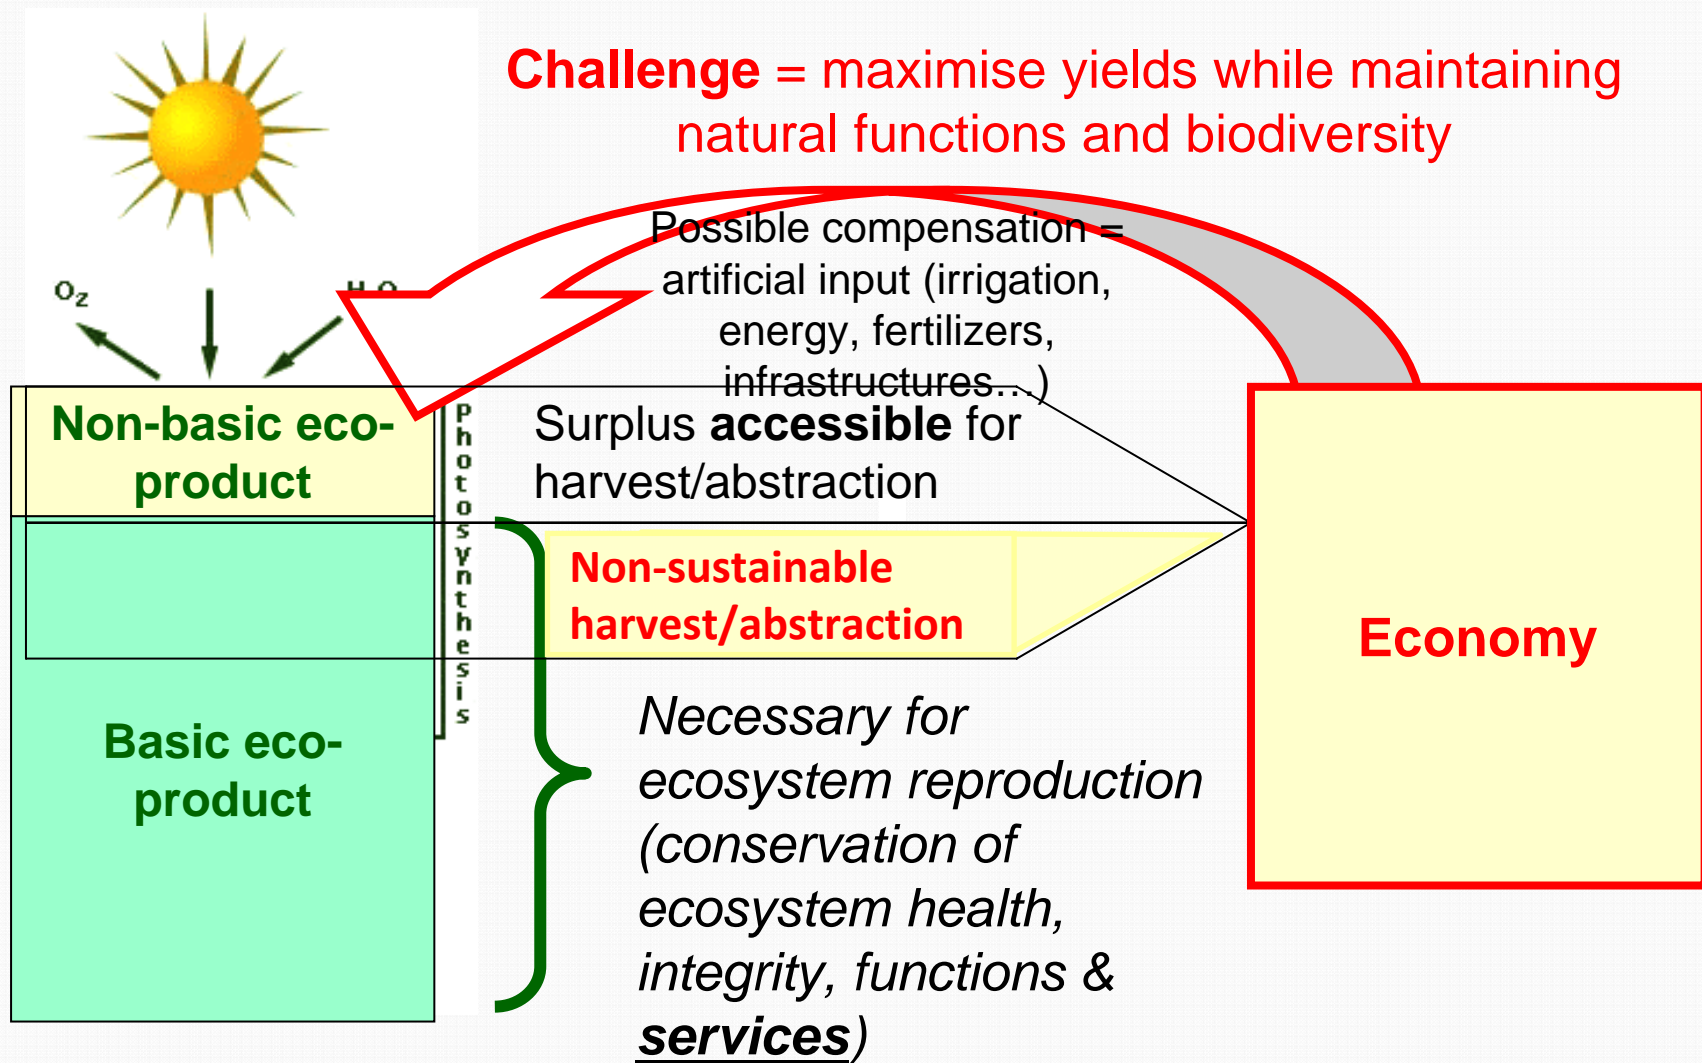 Challenge = maximise yields while maintaining
natural functions and biodiversity
Possible compensation =
artificial input (irrigation,
energy, fertilizers,
infrastructures…)
O2
H2O
Non-basic eco-
product
Photosynthesis
Surplus accessible for
harvest/abstraction
Non-sustainable
harvest/abstraction
Economy
Basic eco-
product
Necessary for
ecosystem reproduction
(conservation of
ecosystem health,
integrity, functions &
services)